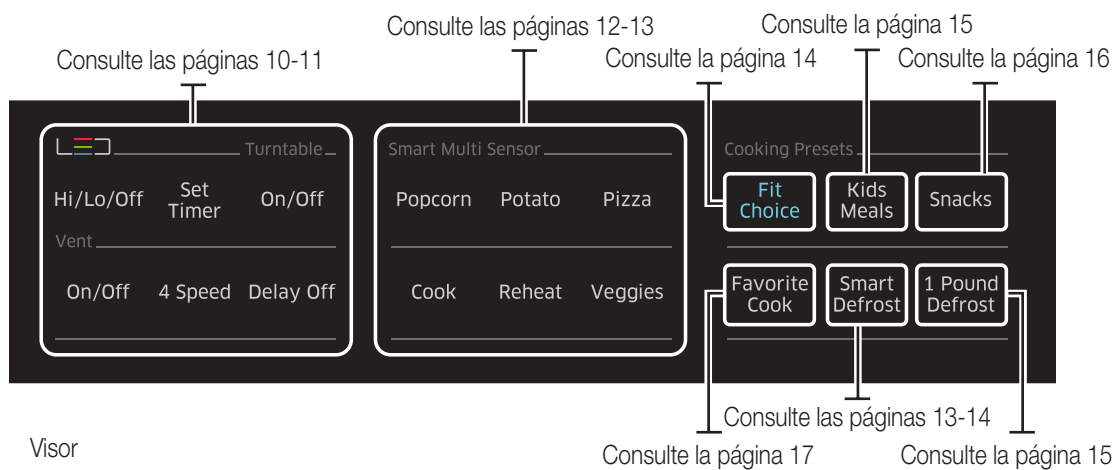 Consulte las páginas 10-11
Consulte las páginas 12-13
Consulte la página 14
Consulte la página 15
Consulte la página 16
LED Turntable
Hi/Lo/Off Set Timer On/Off
Vent
On/Off 4 Speed Delay Off
Smart Multi Sensor
Popcorn Potato Pizza
Cook Reheat Veggies
Cooking Presets
Fit Choice Kids Meals Snacks
Favorite Cook Smart Defrost 1 Pound Defrost
Consulte las páginas 13-14
Visor
Consulte la página 17
Consulte la página 15